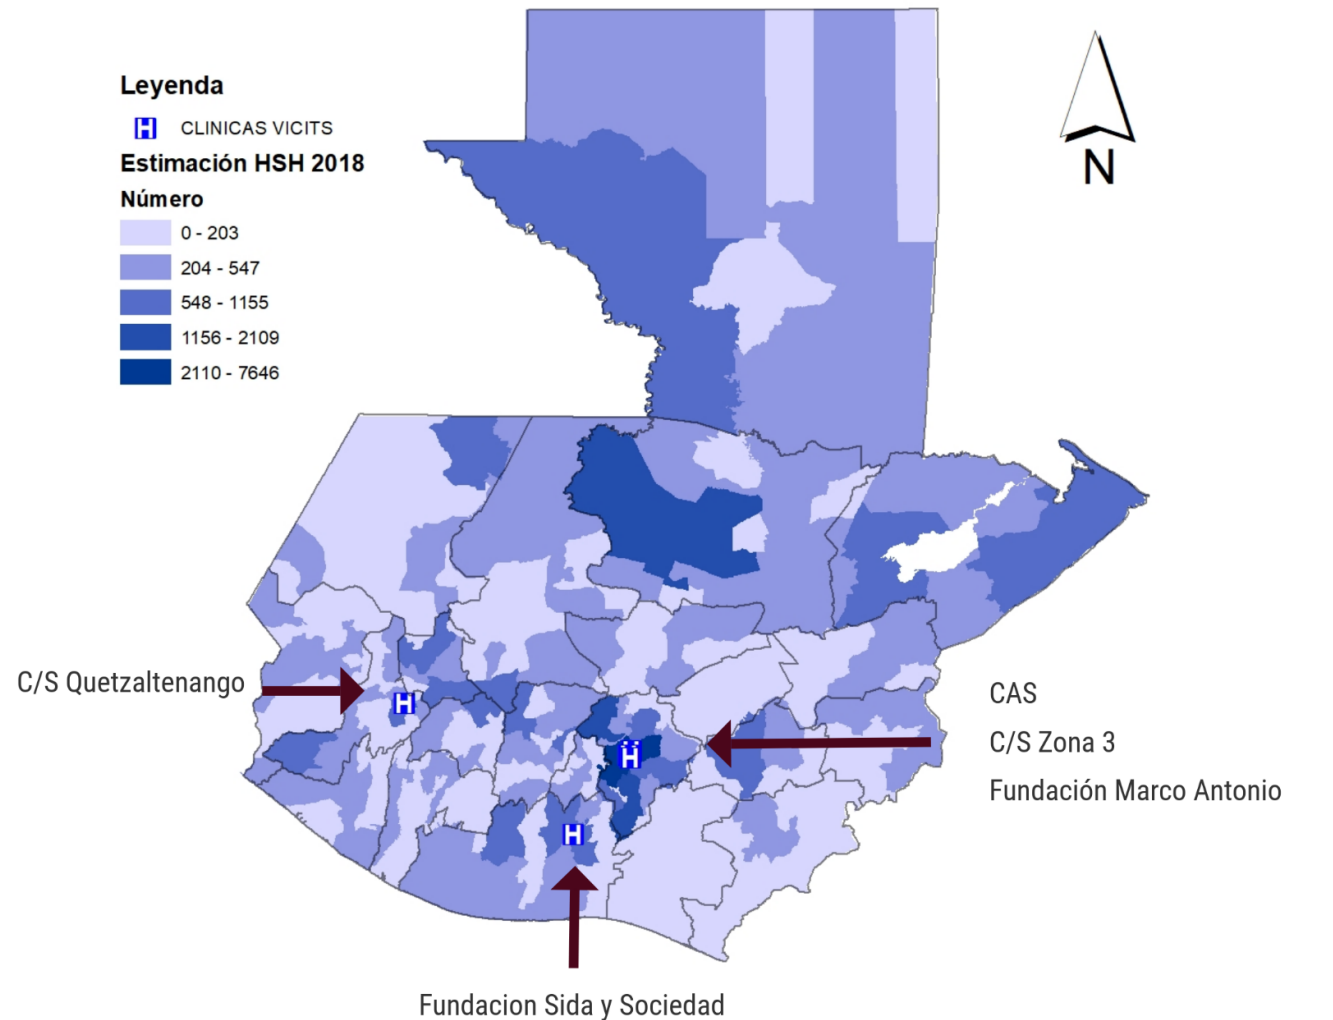 Leyenda
H CLINICAS VICITS
Estimación HSH 2018
Número
0 - 203
204 - 547
548 - 1155
1156 - 2109
2110 - 7646
N
C/S Quetzaltenango
H
H
H
CAS
C/S Zona 3
Fundación Marco Antonio
Fundacion Sida y Sociedad